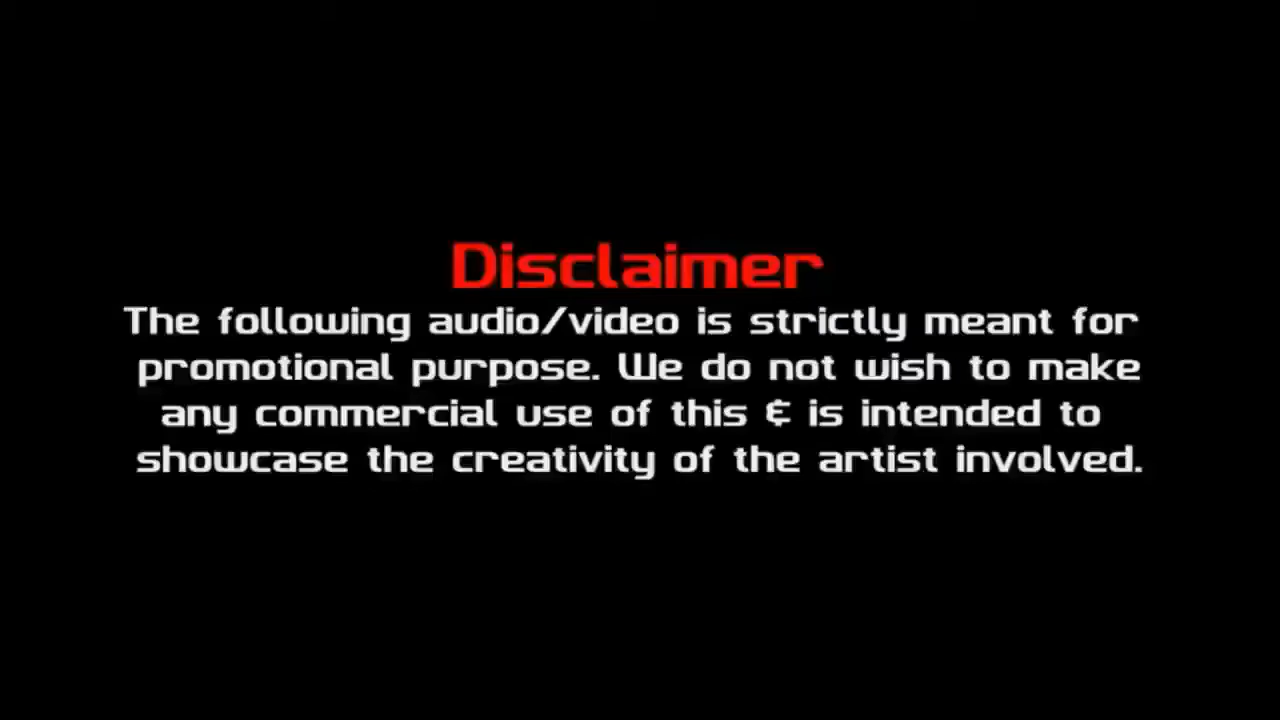 Disclaimer
The following audio/video is strictly meant for
promotional purpose. We do not wish to make
any commercial use of this & is intended to
showcase the creativity of the artist involved.